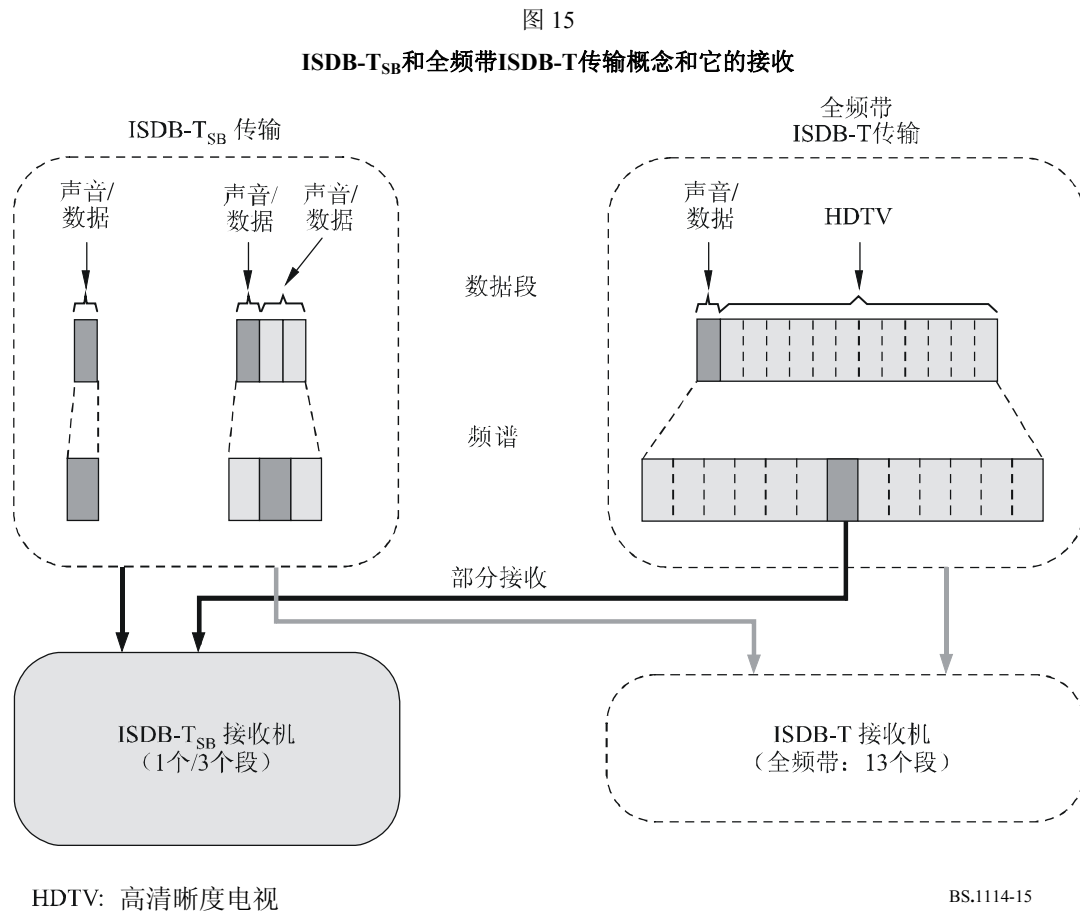 图 15
ISDB-T_SB和全频带ISDB-T传输概念和它的接收
ISDB-T_SB 传输
全频带
ISDB-T传输
声音/
数据
声音/
数据
声音/
数据
声音/
数据
HDTV
数据段
频谱
部分接收
ISDB-T_SB 接收机
（1个/3个段）
ISDB-T 接收机
（全频带：13个段）
HDTV: 高清晰度电视
BS.1114-15